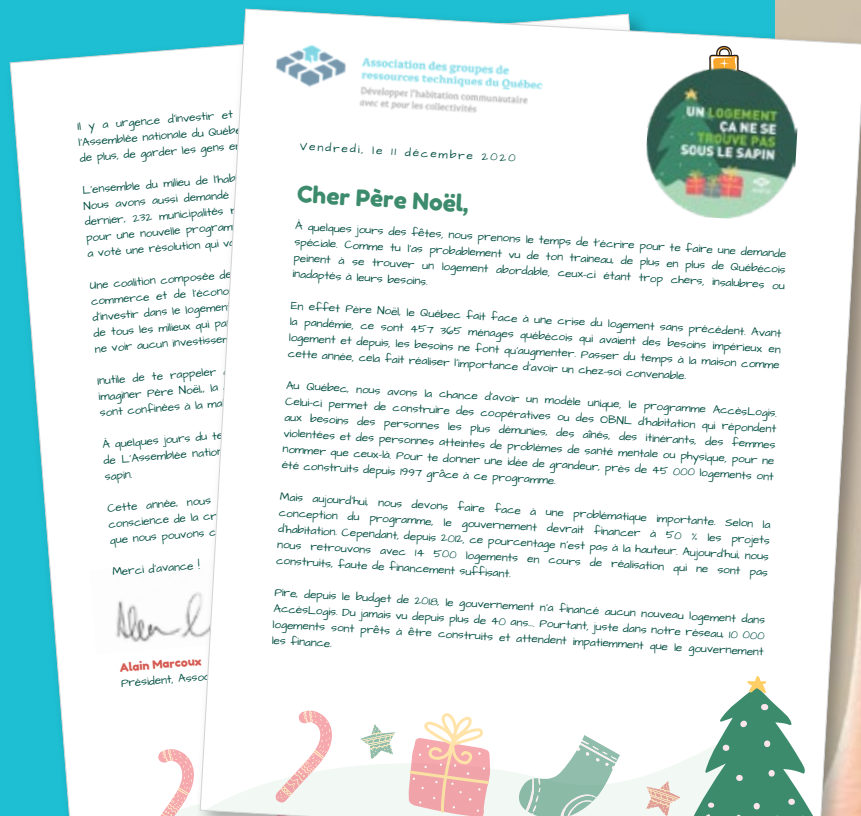 Association des groupes de
ressources techniques du Québec
Développer l'habitation communautaire
avec et pour les collectivités
UN LOGEMENT
ÇA NE SE
TROUVE PAS
SOUS LE SAPIN
Vendredi, le 11 décembre 2020
Cher Père Noël,
À quelques jours des fêtes, nous prenons le temps de t'écrire pour te faire une demande
spéciale. Comme tu l'as probablement vu de ton traineau, de plus en plus de Québécois
peinent à se trouver un logement abordable, ceux-ci étant trop chers, insalubres ou
inadaptés à leurs besoins.
En effet Père Noël, le Québec fait face à une crise du logement sans précédent. Avant
la pandémie, ce sont 457 365 ménages québécois qui avaient des besoins impérieux en
logement et depuis, les besoins ne font qu'augmenter. Passer du temps à la maison comme
cette année, cela fait réaliser l'importance d'avoir un chez-soi convenable.
Au Québec, nous avons la chance d'avoir un modèle unique, le programme AccèsLogis.
Celui-ci permet de construire des coopératives ou des OBNL d'habitation qui répondent
aux besoins des personnes les plus démunies, des aînés, des itinérants, des femmes
violentées et des personnes atteintes de problèmes de santé mentale ou physique, pour ne
nommer que ceux-là. Pour te donner une idée de grandeur, près de 45 000 logements ont
été construits depuis 1997 grâce à ce programme.
Mais aujourd'hui, nous devons faire face à une problématique importante. Selon la
conception du programme, le gouvernement devrait financer à 50 % les projets
d'habitation. Cependant, depuis 2012, ce pourcentage n'est pas à la hauteur. Aujourd'hui, nous
nous retrouvons avec 14 500 logements en cours de réalisation qui ne sont pas
construits, faute de financement suffisant.
Pire, depuis le budget de 2018, le gouvernement n'a financé aucun nouveau logement dans
AccèsLogis. Du jamais vu depuis plus de 40 ans... Pourtant, juste dans notre réseau, 10 000
logements sont prêts à être construits et attendent impatiemment que le gouvernement
les finance.
Il y a urgence d'investir et
l'Assemblée nationale du Québe
de plus, de garder les gens e
L'ensemble du milieu de l'hab
Nous avons aussi demandé
dernier, 232 municipalités
pour une nouvelle program
a voté une résolution qui v
Une coalition composée de
commerce et de l'écono
d'investir dans le logemen
de tous les milieux qui pa
ne voir aucun investisse
Inutile de te rappeler
imaginer Père Noël, la
sont confinées à la ma
À quelques jours du te
de L'Assemblée nation
sapin.
Cette année, nous
conscience de la cr
que nous pouvons c
Merci d'avance !
Alain Marcoux
Président, Assoc